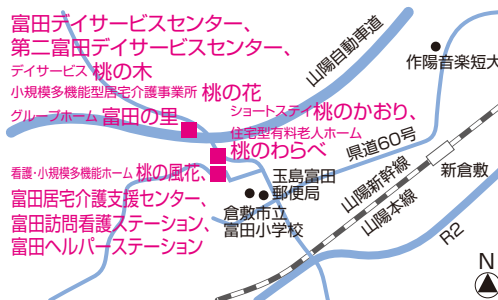 富田デイサービスセンター、
第二富田デイサービスセンター、
デイサービス 桃の木
小規模多機能型居宅介護事業所 桃の花
グループホーム 富田の里
ショートステイ桃のかおり、
住宅型有料老人ホーム
桃のわらべ
看護・小規模多機能ホーム 桃の風花、
富田居宅介護支援センター、
富田訪問看護ステーション、
富田ヘルパーステーション
山陽自動車道
作陽音楽短大
県道60号
玉島富田
郵便局
倉敷市立
富田小学校
山陽新幹線
山陽本線
新倉敷
R2
N